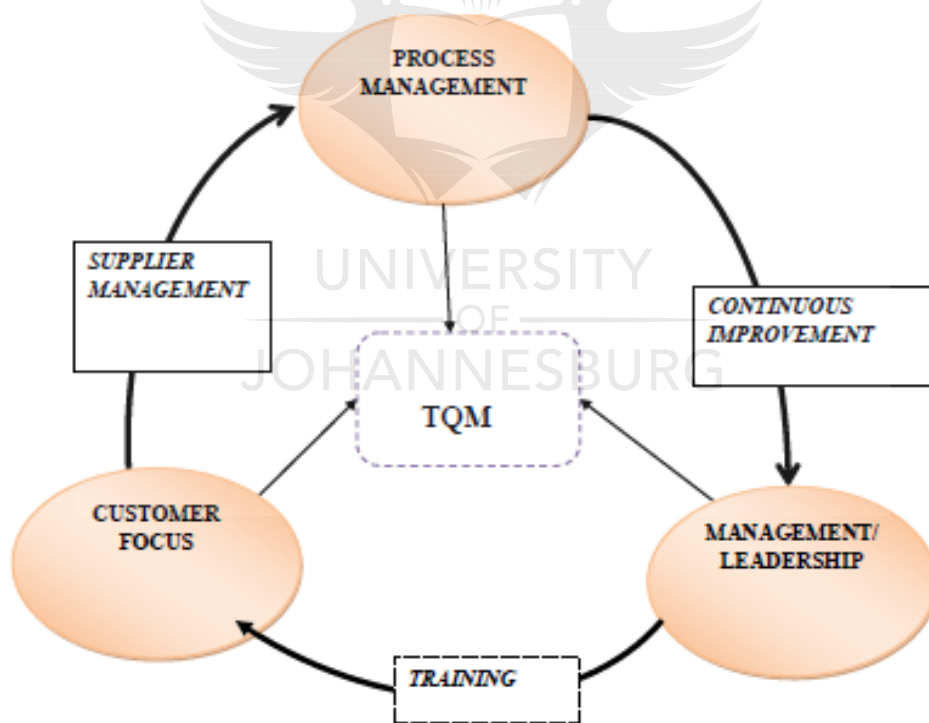 PROCESS
MANAGEMENT
SUPPLIER
MANAGEMENT
UNIVERSITY
OF
JOHANNESBURG
CONTINUOUS
IMPROVEMENT
TQM
CUSTOMER
FOCUS
MANAGEMENT/
LEADERSHIP
TRAINING